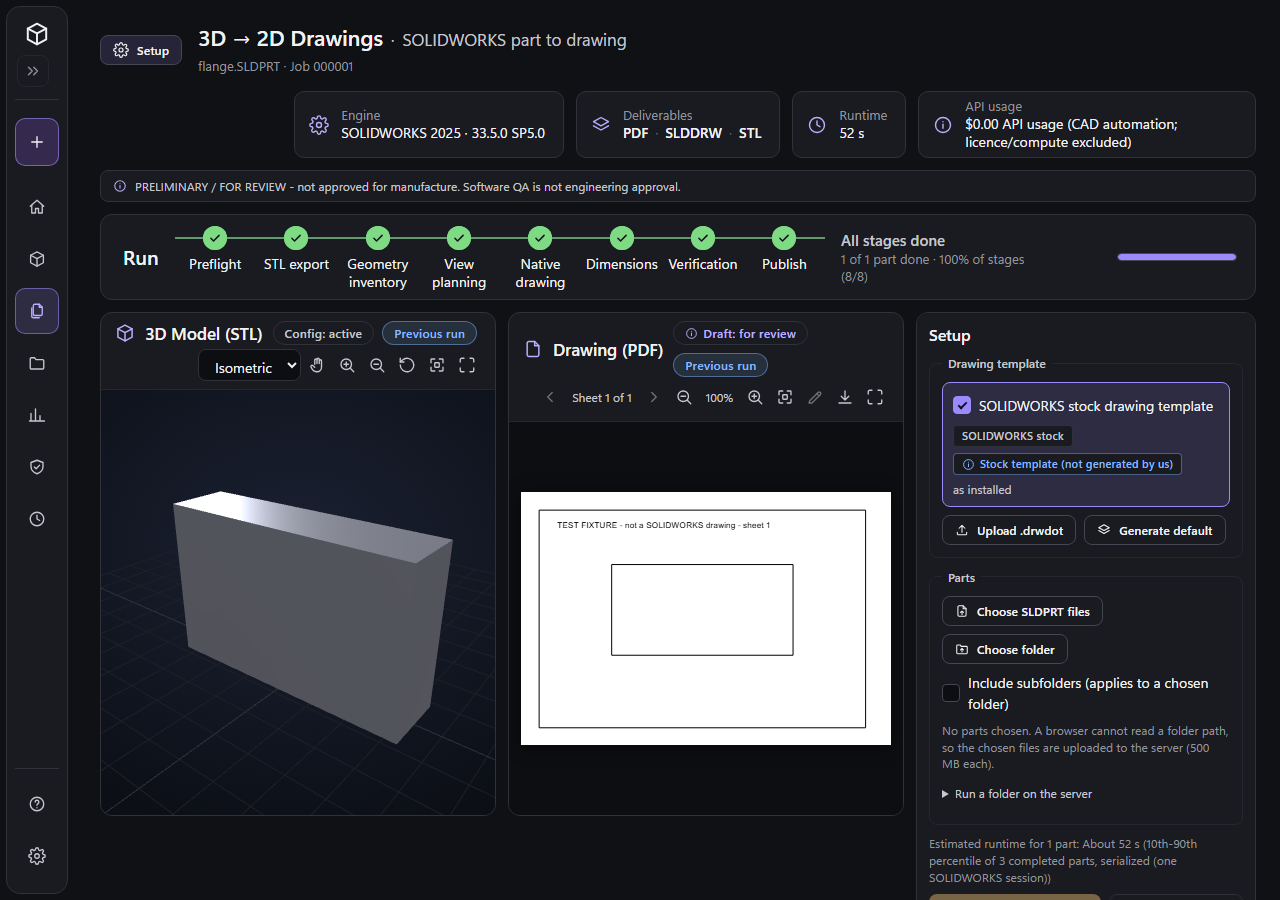 Setup
3D → 2D Drawings · SOLIDWORKS part to drawing
flange.SLDPRT · Job 000001
Engine
SOLIDWORKS 2025 · 33.5.0 SP5.0
Deliverables
PDF · SLDDRW · STL
Runtime
52 s
API usage
$0.00 API usage (CAD automation;
licence/compute excluded)
PRELIMINARY / FOR REVIEW - not approved for manufacture. Software QA is not engineering approval.
Run
Preflight
STL export
Geometry
inventory
View
planning
Native
drawing
Dimensions
Verification
Publish
All stages done
1 of 1 part done · 100% of stages
(8/8)
3D Model (STL)
Config: active
Previous run
Isometric
Drawing (PDF)
Draft: for review
Previous run
Sheet 1 of 1
100%
TEST FIXTURE - not a SOLIDWORKS drawing - sheet 1
Setup
Drawing template
SOLIDWORKS stock drawing template
SOLIDWORKS stock
Stock template (not generated by us)
as installed
Upload .drwdot
Generate default
Parts
Choose SLDPRT files
Choose folder
Include subfolders (applies to a chosen
folder)
No parts chosen. A browser cannot read a folder path,
so the chosen files are uploaded to the server (500
MB each).
Run a folder on the server
Estimated runtime for 1 part: About 52 s (10th-90th
percentile of 3 completed parts, serialized (one
SOLIDWORKS session))